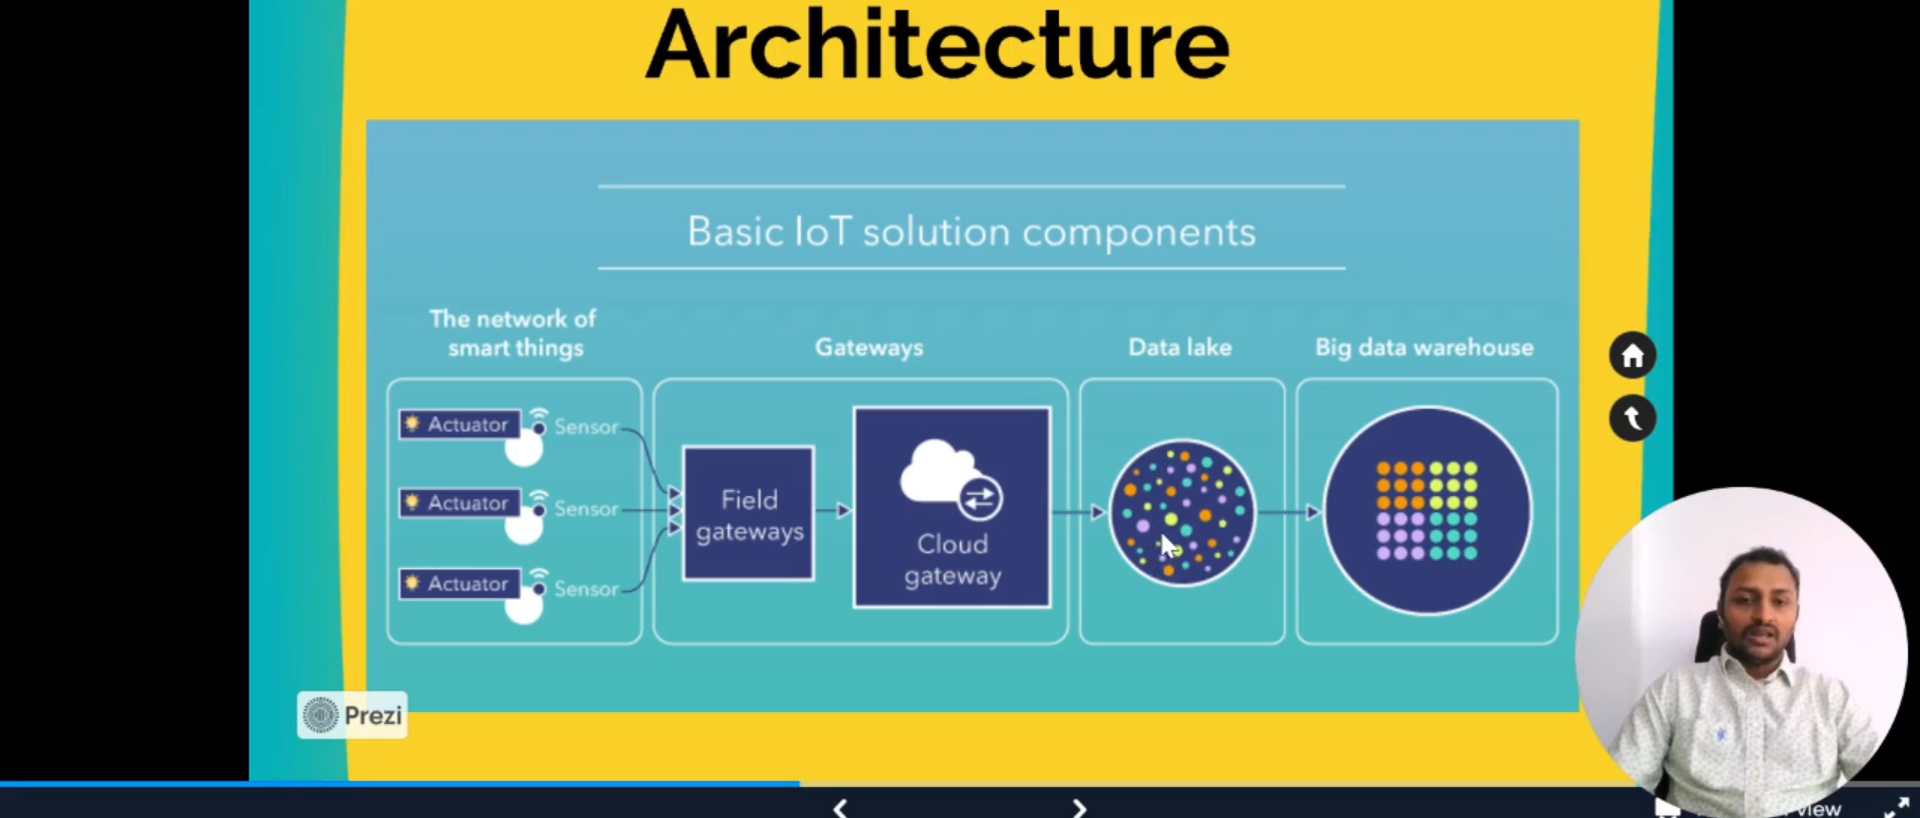 Architecture
Basic IoT solution components
The network of
smart things
Gateways
Data lake
Big data warehouse
Actuator
Sensor
Actuator
Sensor
Actuator
Sensor
Field
gateways
Cloud
gateway
Prezi
view